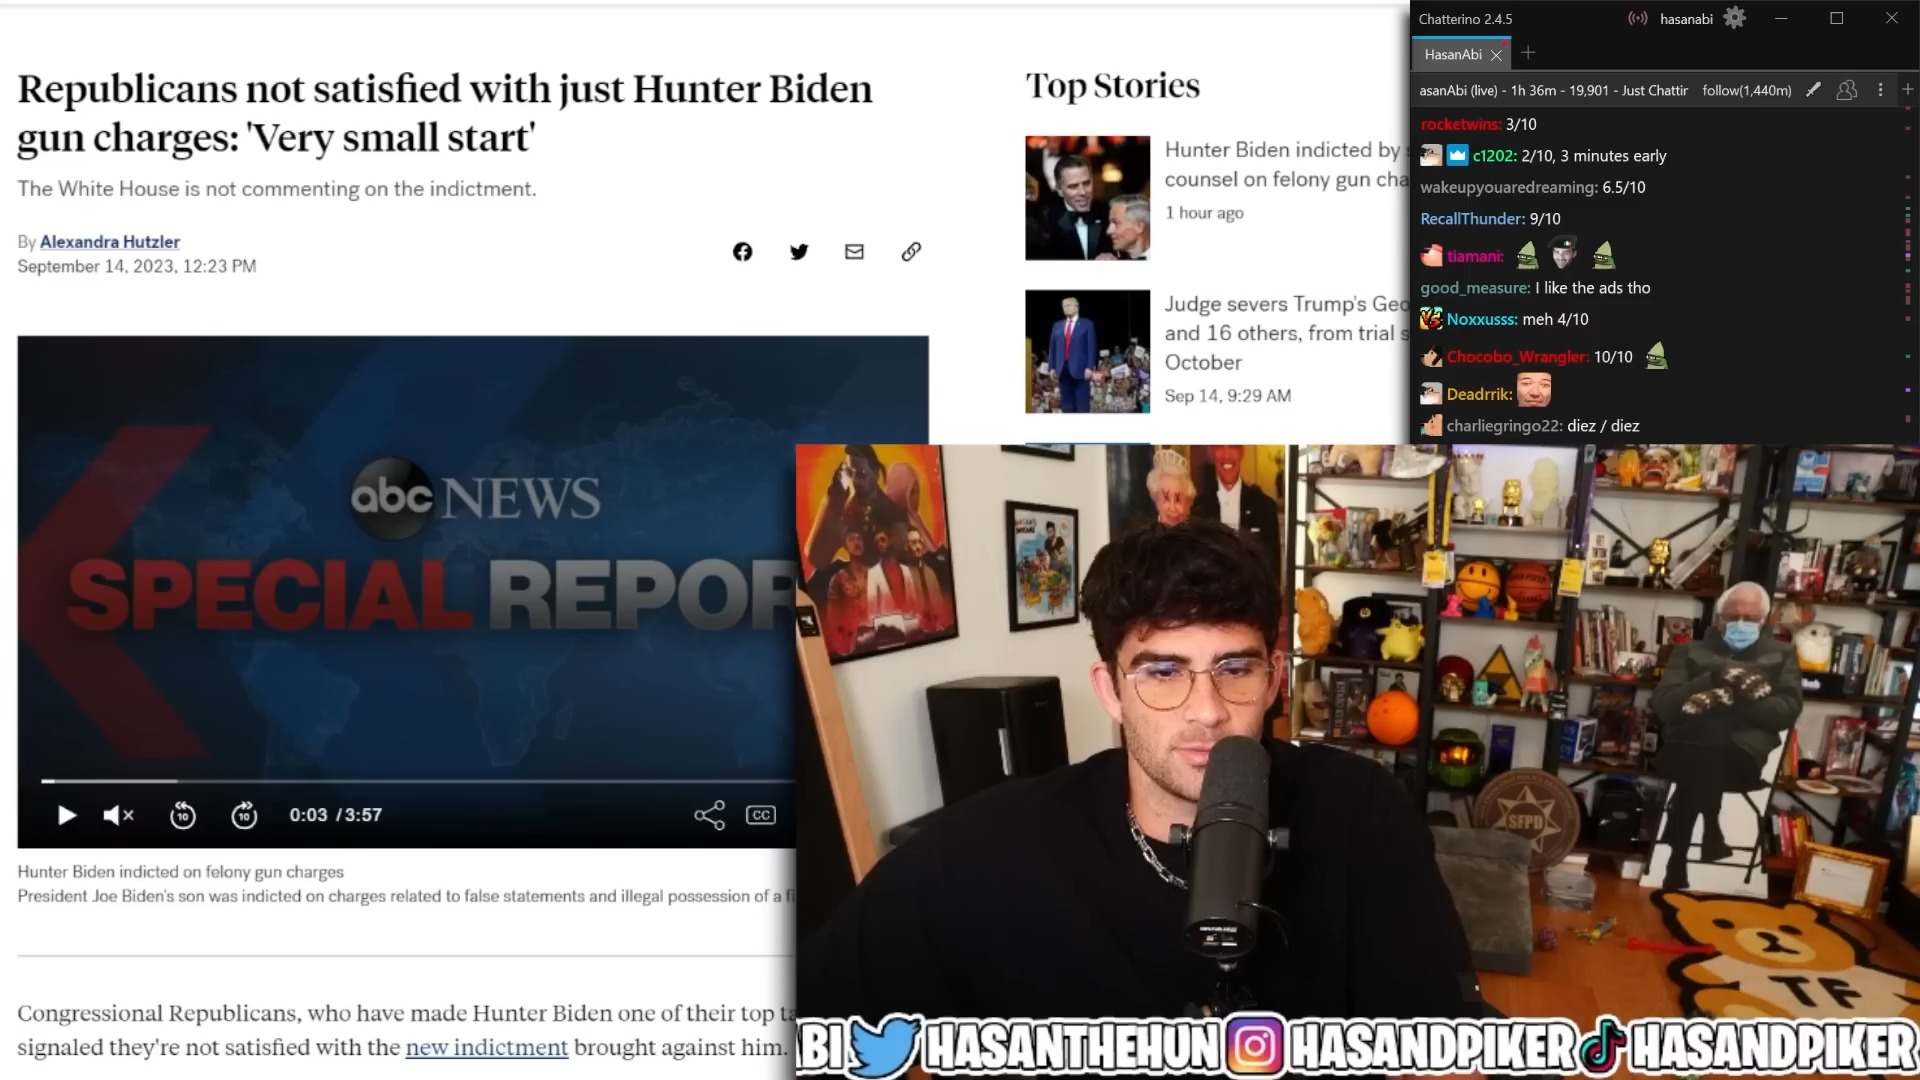 Republicans not satisfied with just Hunter Biden
gun charges: 'Very small start'
The White House is not commenting on the indictment.
By Alexandra Hutzler
September 14, 2023, 12:23 PM
abc NEWS
SPECIAL REPOR
10
10
0:03 / 3:57
CC
Hunter Biden indicted on felony gun charges
President Joe Biden's son was indicted on charges related to false statements and illegal possession of a fi
Congressional Republicans, who have made Hunter Biden one of their top ta
signaled they're not satisfied with the new indictment brought against him.
Top Stories
Hunter Biden indicted by s
counsel on felony gun cha
1 hour ago
Judge severs Trump's Geo
and 16 others, from trial s
October
Sep 14, 9:29 AM
Chatterino 2.4.5
hasanabi
HasanAbi
asanAbi (live) - 1h 36m - 19,901 - Just Chattir
follow(1,440m)
rocketwins: 3/10
c1202: 2/10, 3 minutes early
wakeupyouaredreaming: 6.5/10
RecallThunder: 9/10
tiamani:
good_measure: I like the ads tho
Noxxusss: meh 4/10
Chocobo_Wrangler: 10/10
Deadrrik:
charliegringo22: diez / diez
SFPD
TF
ABI HASANTHEHUN HASANDPIKER HASANDPIKER